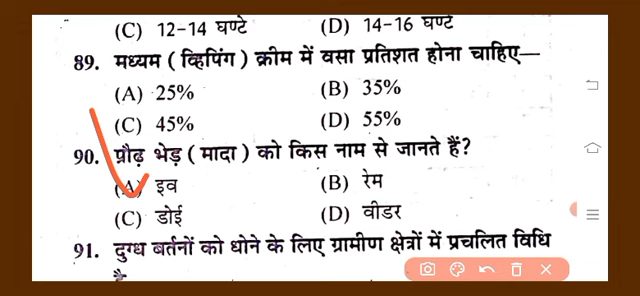 (C) 12-14 घण्टे (D) 14-16 घण्टे
89. मध्यम ( व्हिपिंग ) क्रीम में वसा प्रतिशत होना चाहिए—
(A) 25% (B) 35%
(C) 45% (D) 55%
90. प्रौढ़ भेड़ ( मादा ) को किस नाम से जानते हैं?
(A) इव (B) रेम
(C) डोई (D) वीडर
91. दुग्ध बर्तनों को धोने के लिए ग्रामीण क्षेत्रों में प्रचलित विधि
है